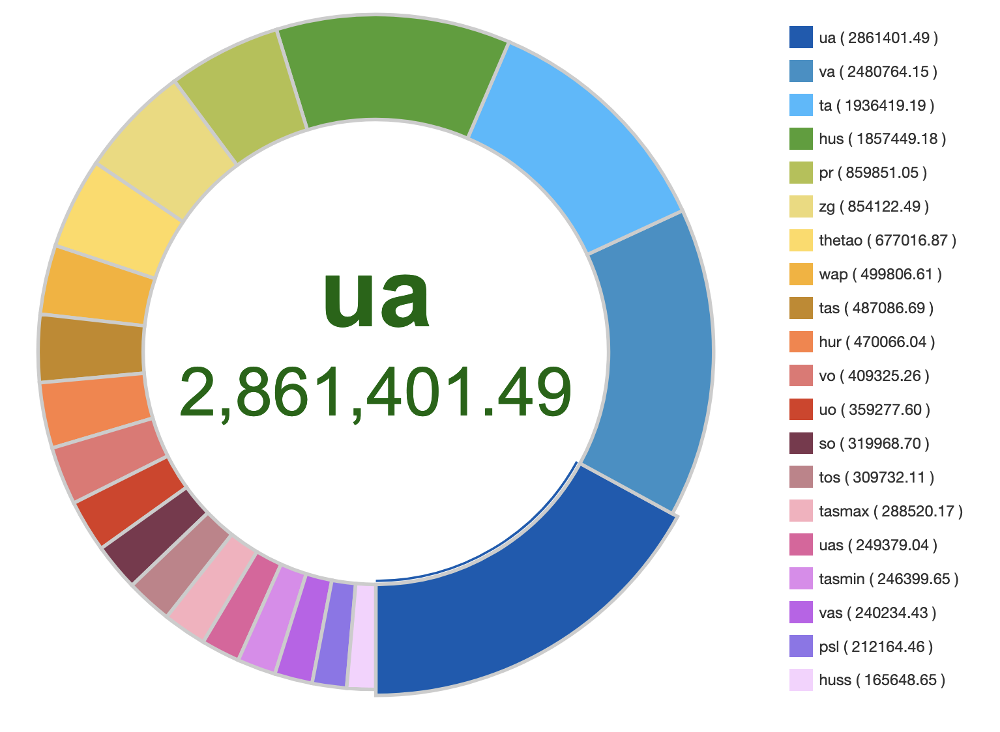 ua
2,861,401.49
ua ( 2861401.49 )
va ( 2480764.15 )
ta ( 1936419.19 )
hus ( 1857449.18 )
pr ( 859851.05 )
zg ( 854122.49 )
thetao ( 677016.87 )
wap ( 499806.61 )
tas ( 487086.69 )
hur ( 470066.04 )
vo ( 409325.26 )
uo ( 359277.60 )
so ( 319968.70 )
tos ( 309732.11 )
tasmax ( 288520.17 )
uas ( 249379.04 )
tasmin ( 246399.65 )
vas ( 240234.43 )
psl ( 212164.46 )
huss ( 165648.65 )